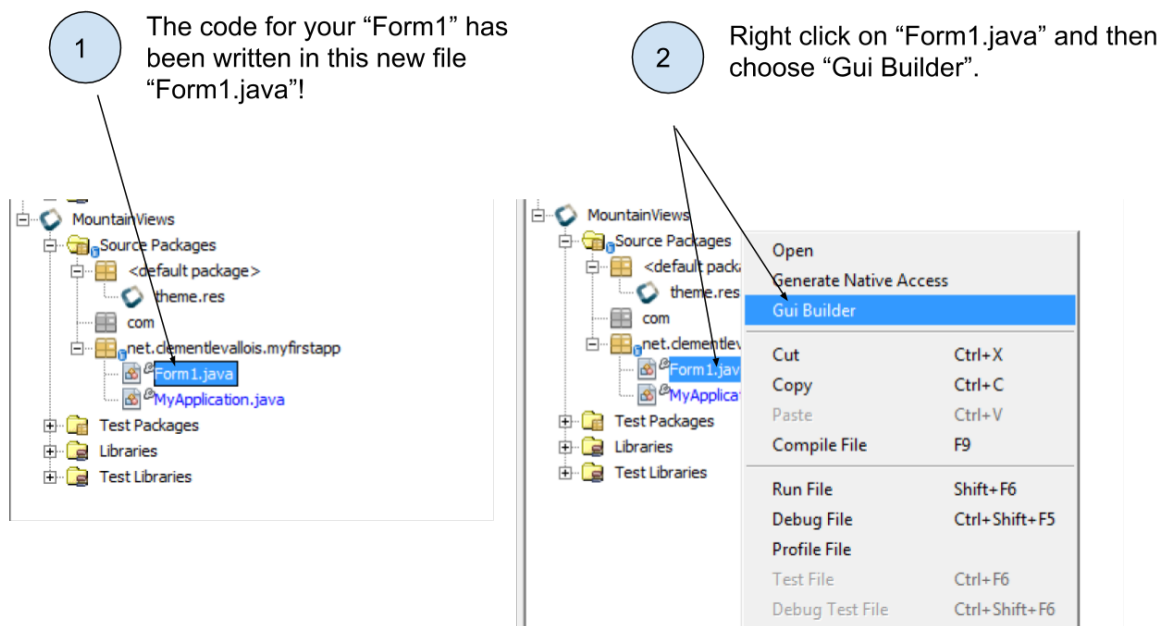 1
The code for your “Form1” has
been written in this new file
“Form1.java”!
2
Right click on “Form1.java” and then
choose “Gui Builder”.
MountainViews
Source Packages
<default package>
theme.res
com
net.clementlevallois.myfirstapp
Form1.java
MyApplication.java
Test Packages
Libraries
Test Libraries
MountainViews
Source Packages
<default pack
theme.res
com
net.clementlev
Form1.jav
MyApplica
Test Packages
Libraries
Test Libraries
Open
Generate Native Access
Gui Builder
Cut Ctrl+X
Copy Ctrl+C
Paste Ctrl+V
Compile File F9
Run File Shift+F6
Debug File Ctrl+Shift+F5
Profile File
Test File Ctrl+F6
Debug Test File Ctrl+Shift+F6